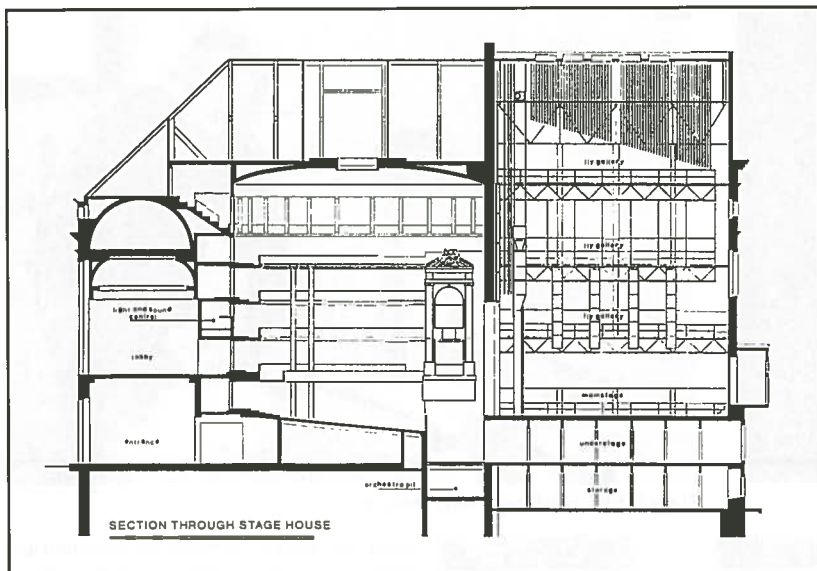 fly gallery
fly gallery
light and sound
control
fly gallery
lobby
mainstage
entrance
understage
orchestra pit
storage
SECTION THROUGH STAGE HOUSE